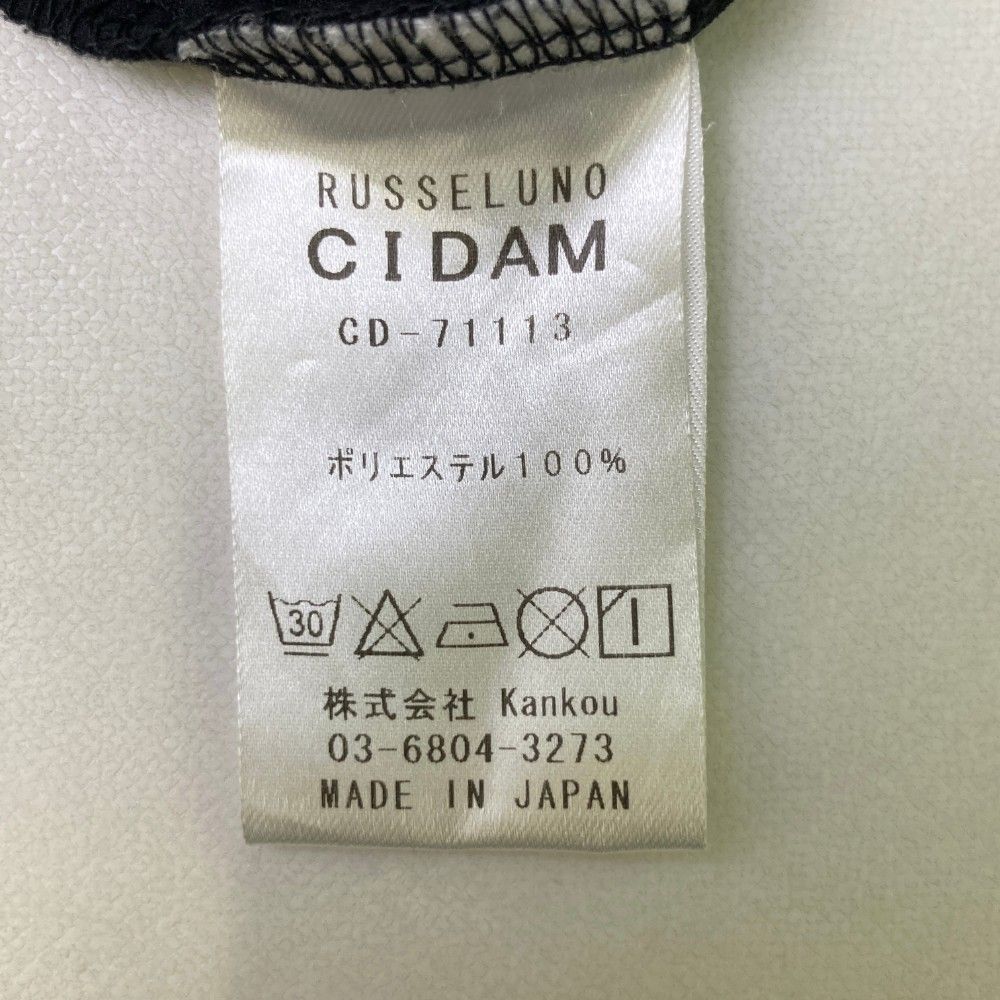 RUSSELUNO
CIDAM
CD-71113
ポリエステル100%
30
株式会社 Kankou
03-6804-3273
MADE IN JAPAN